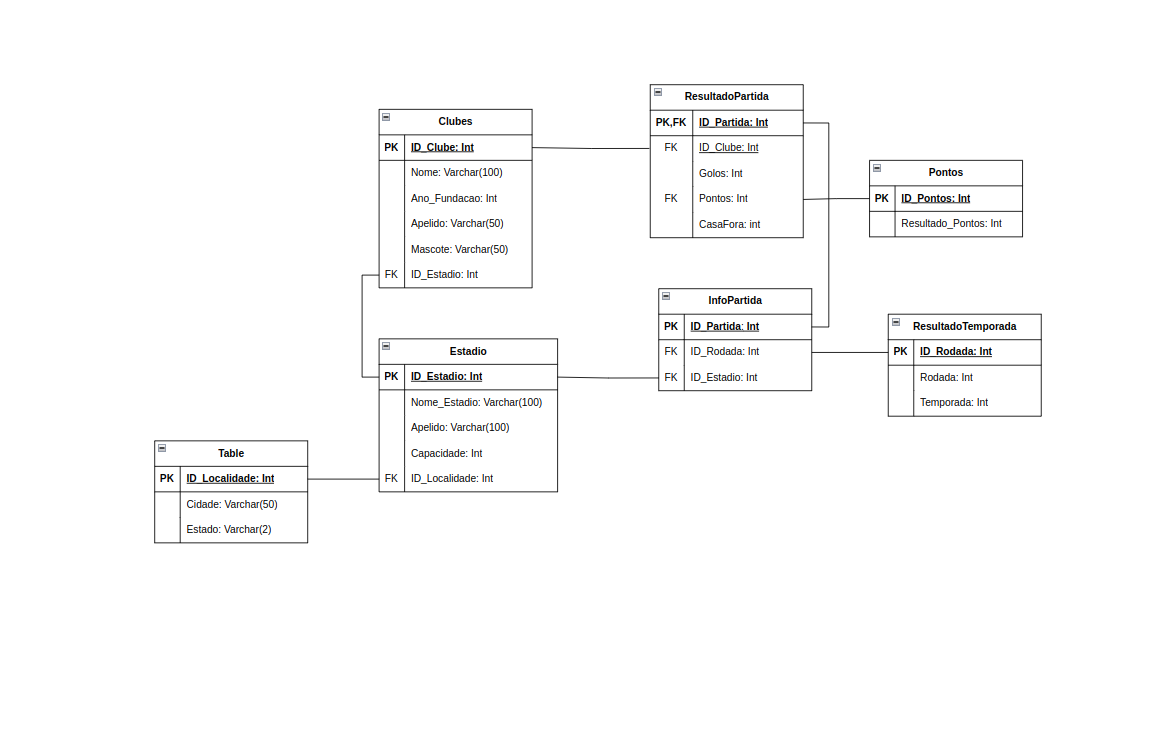 Clubes
PK ID_Clube: Int
Nome: Varchar(100)
Ano_Fundacao: Int
Apelido: Varchar(50)
Mascote: Varchar(50)
FK ID_Estadio: Int
ResultadoPartida
PK,FK ID_Partida: Int
FK ID_Clube: Int
Golos: Int
FK Pontos: Int
CasaFora: int
Pontos
PK ID_Pontos: Int
Resultado_Pontos: Int
InfoPartida
PK ID_Partida: Int
FK ID_Rodada: Int
FK ID_Estadio: Int
ResultadoTemporada
PK ID_Rodada: Int
Rodada: Int
Temporada: Int
Estadio
PK ID_Estadio: Int
Nome_Estadio: Varchar(100)
Apelido: Varchar(100)
Capacidade: Int
FK ID_Localidade: Int
Table
PK ID_Localidade: Int
Cidade: Varchar(50)
Estado: Varchar(2)